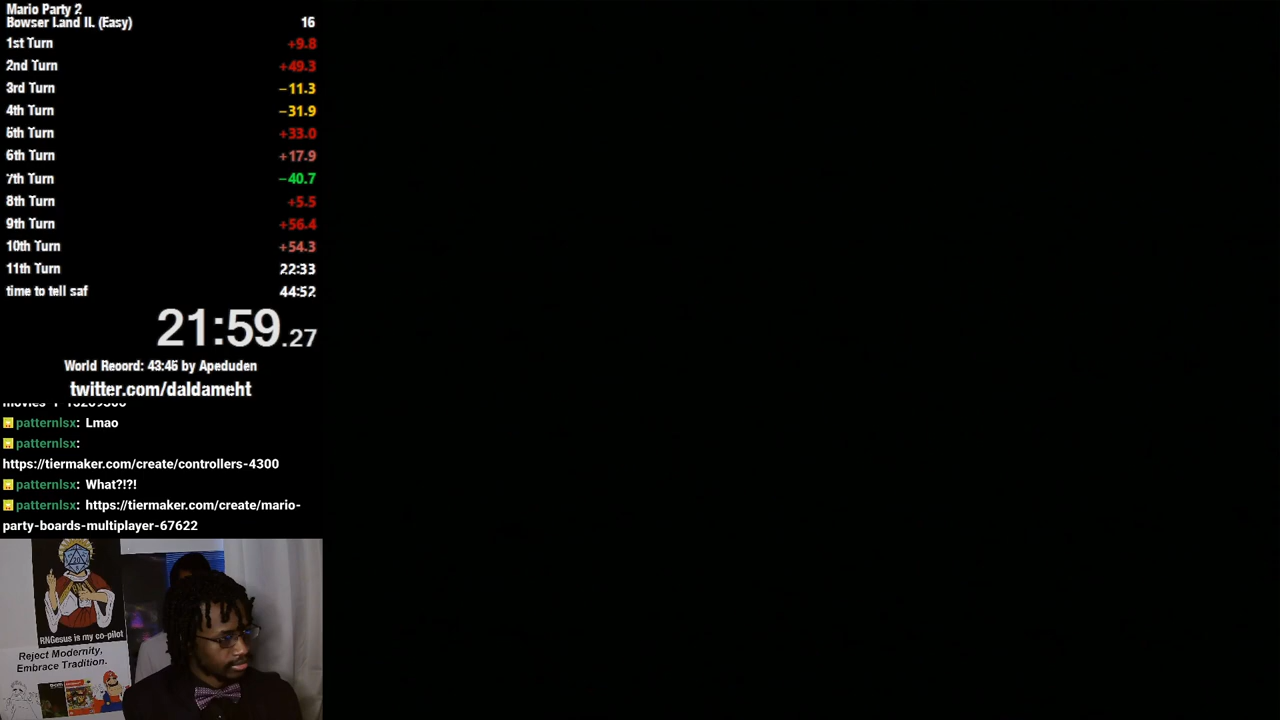 Mario Party 2
Bowser Land II. (Easy) 16
1st Turn +9.8
2nd Turn +49.3
3rd Turn −11.3
4th Turn −31.9
5th Turn +33.0
6th Turn +17.9
7th Turn −40.7
8th Turn +5.5
9th Turn +56.4
10th Turn +54.3
11th Turn 22:33
time to tell saf 44:52
21:59.27
World Record: 43:45 by Apeduden
twitter.com/daldameht
patternlsx: Lmao
patternlsx:
https://tiermaker.com/create/controllers-4300
patternlsx: What?!?!
patternlsx: https://tiermaker.com/create/mario-
party-boards-multiplayer-67622
RNGesus is my co-pilot
Reject Modernity,
Embrace Tradition.